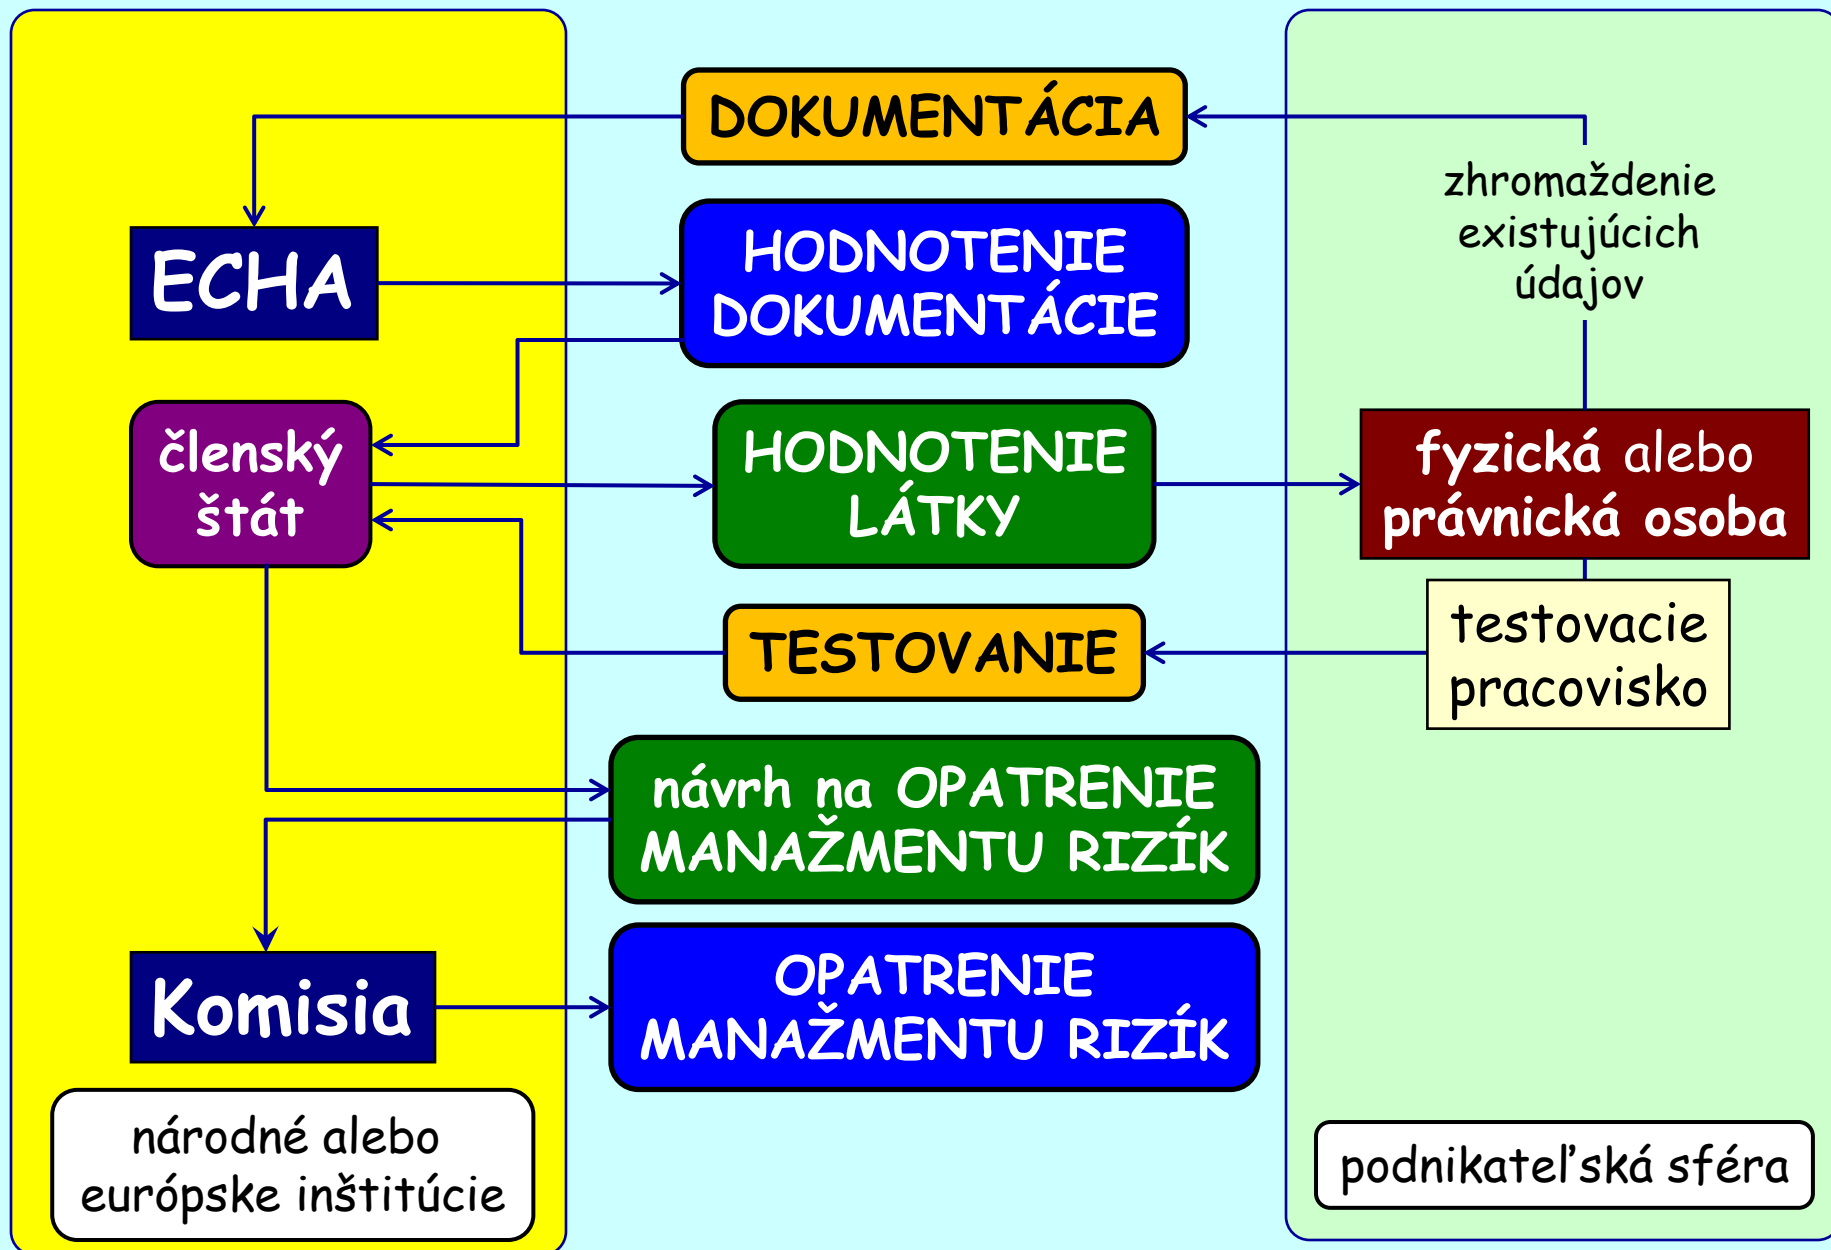 DOKUMENTÁCIA
zhromaždenie
existujúcich
údajov
ECHA
HODNOTENIE
DOKUMENTÁCIE
členský
štát
HODNOTENIE
LÁTKY
fyzická alebo
právnická osoba
TESTOVANIE
testovacie
pracovisko
návrh na OPATRENIE
MANAŽMENTU RIZÍK
Komisia
OPATRENIE
MANAŽMENTU RIZÍK
národné alebo
európske inštitúcie
podnikateľská sféra